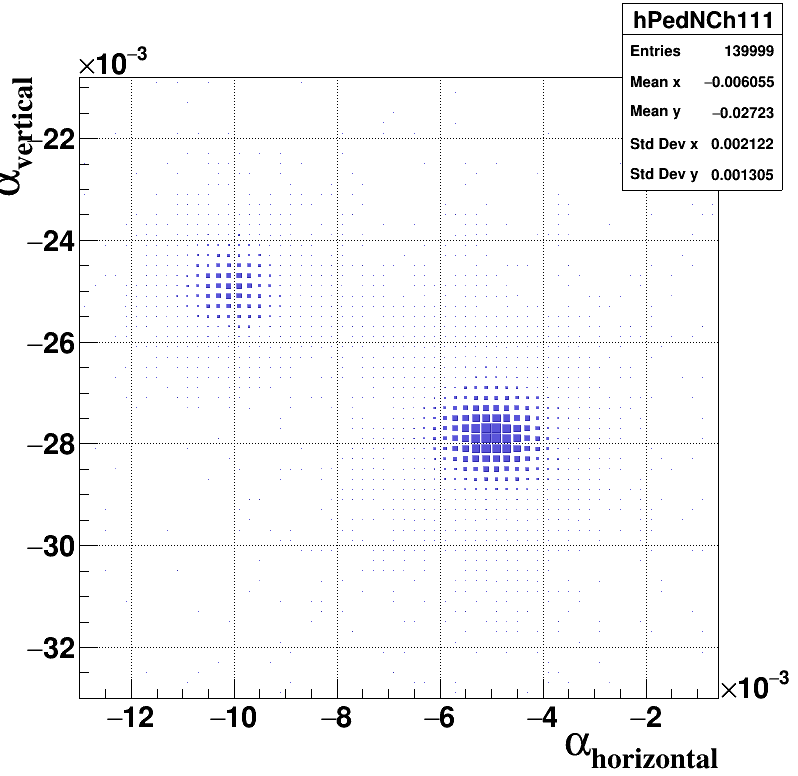 hPedNCh111
Entries 139999
Mean x −0.006055
Mean y −0.02723
Std Dev x 0.002122
Std Dev y 0.001305
×10⁻³
αvertical
−22
−24
−26
−28
−30
−32
−12 −10 −8 −6 −4 −2
×10⁻³
αhorizontal